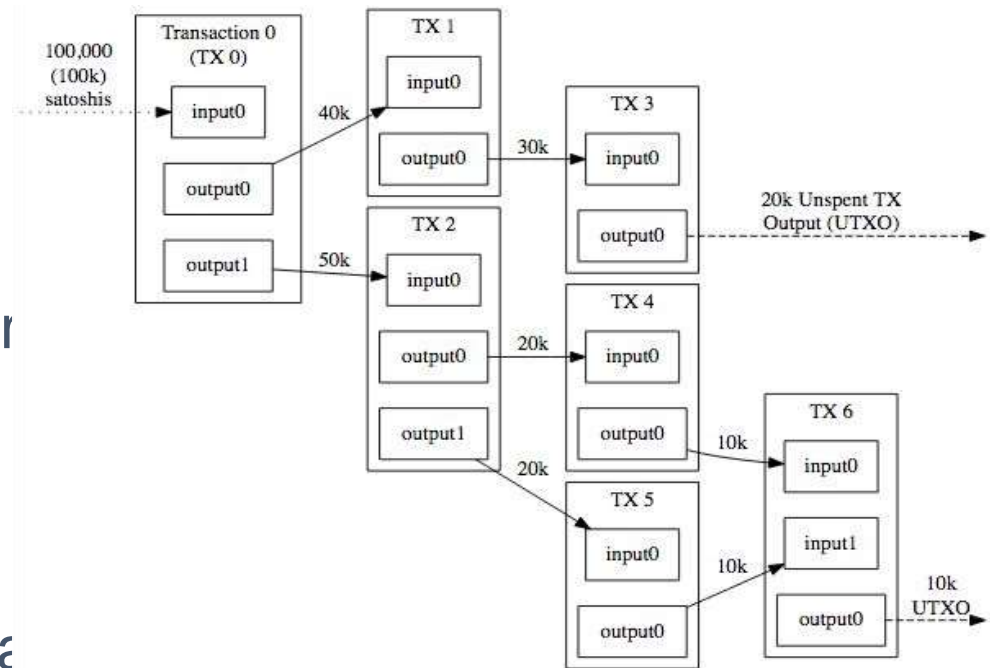 100,000
(100k)
satoshis
Transaction 0
(TX 0)
input0
output0
output1
40k
50k
TX 1
input0
output0
30k
TX 2
input0
output0
output1
20k
20k
TX 3
input0
output0
20k Unspent TX
Output (UTXO)
TX 4
input0
output0
10k
TX 5
input0
output0
10k
TX 6
input0
input1
output0
10k
UTXO